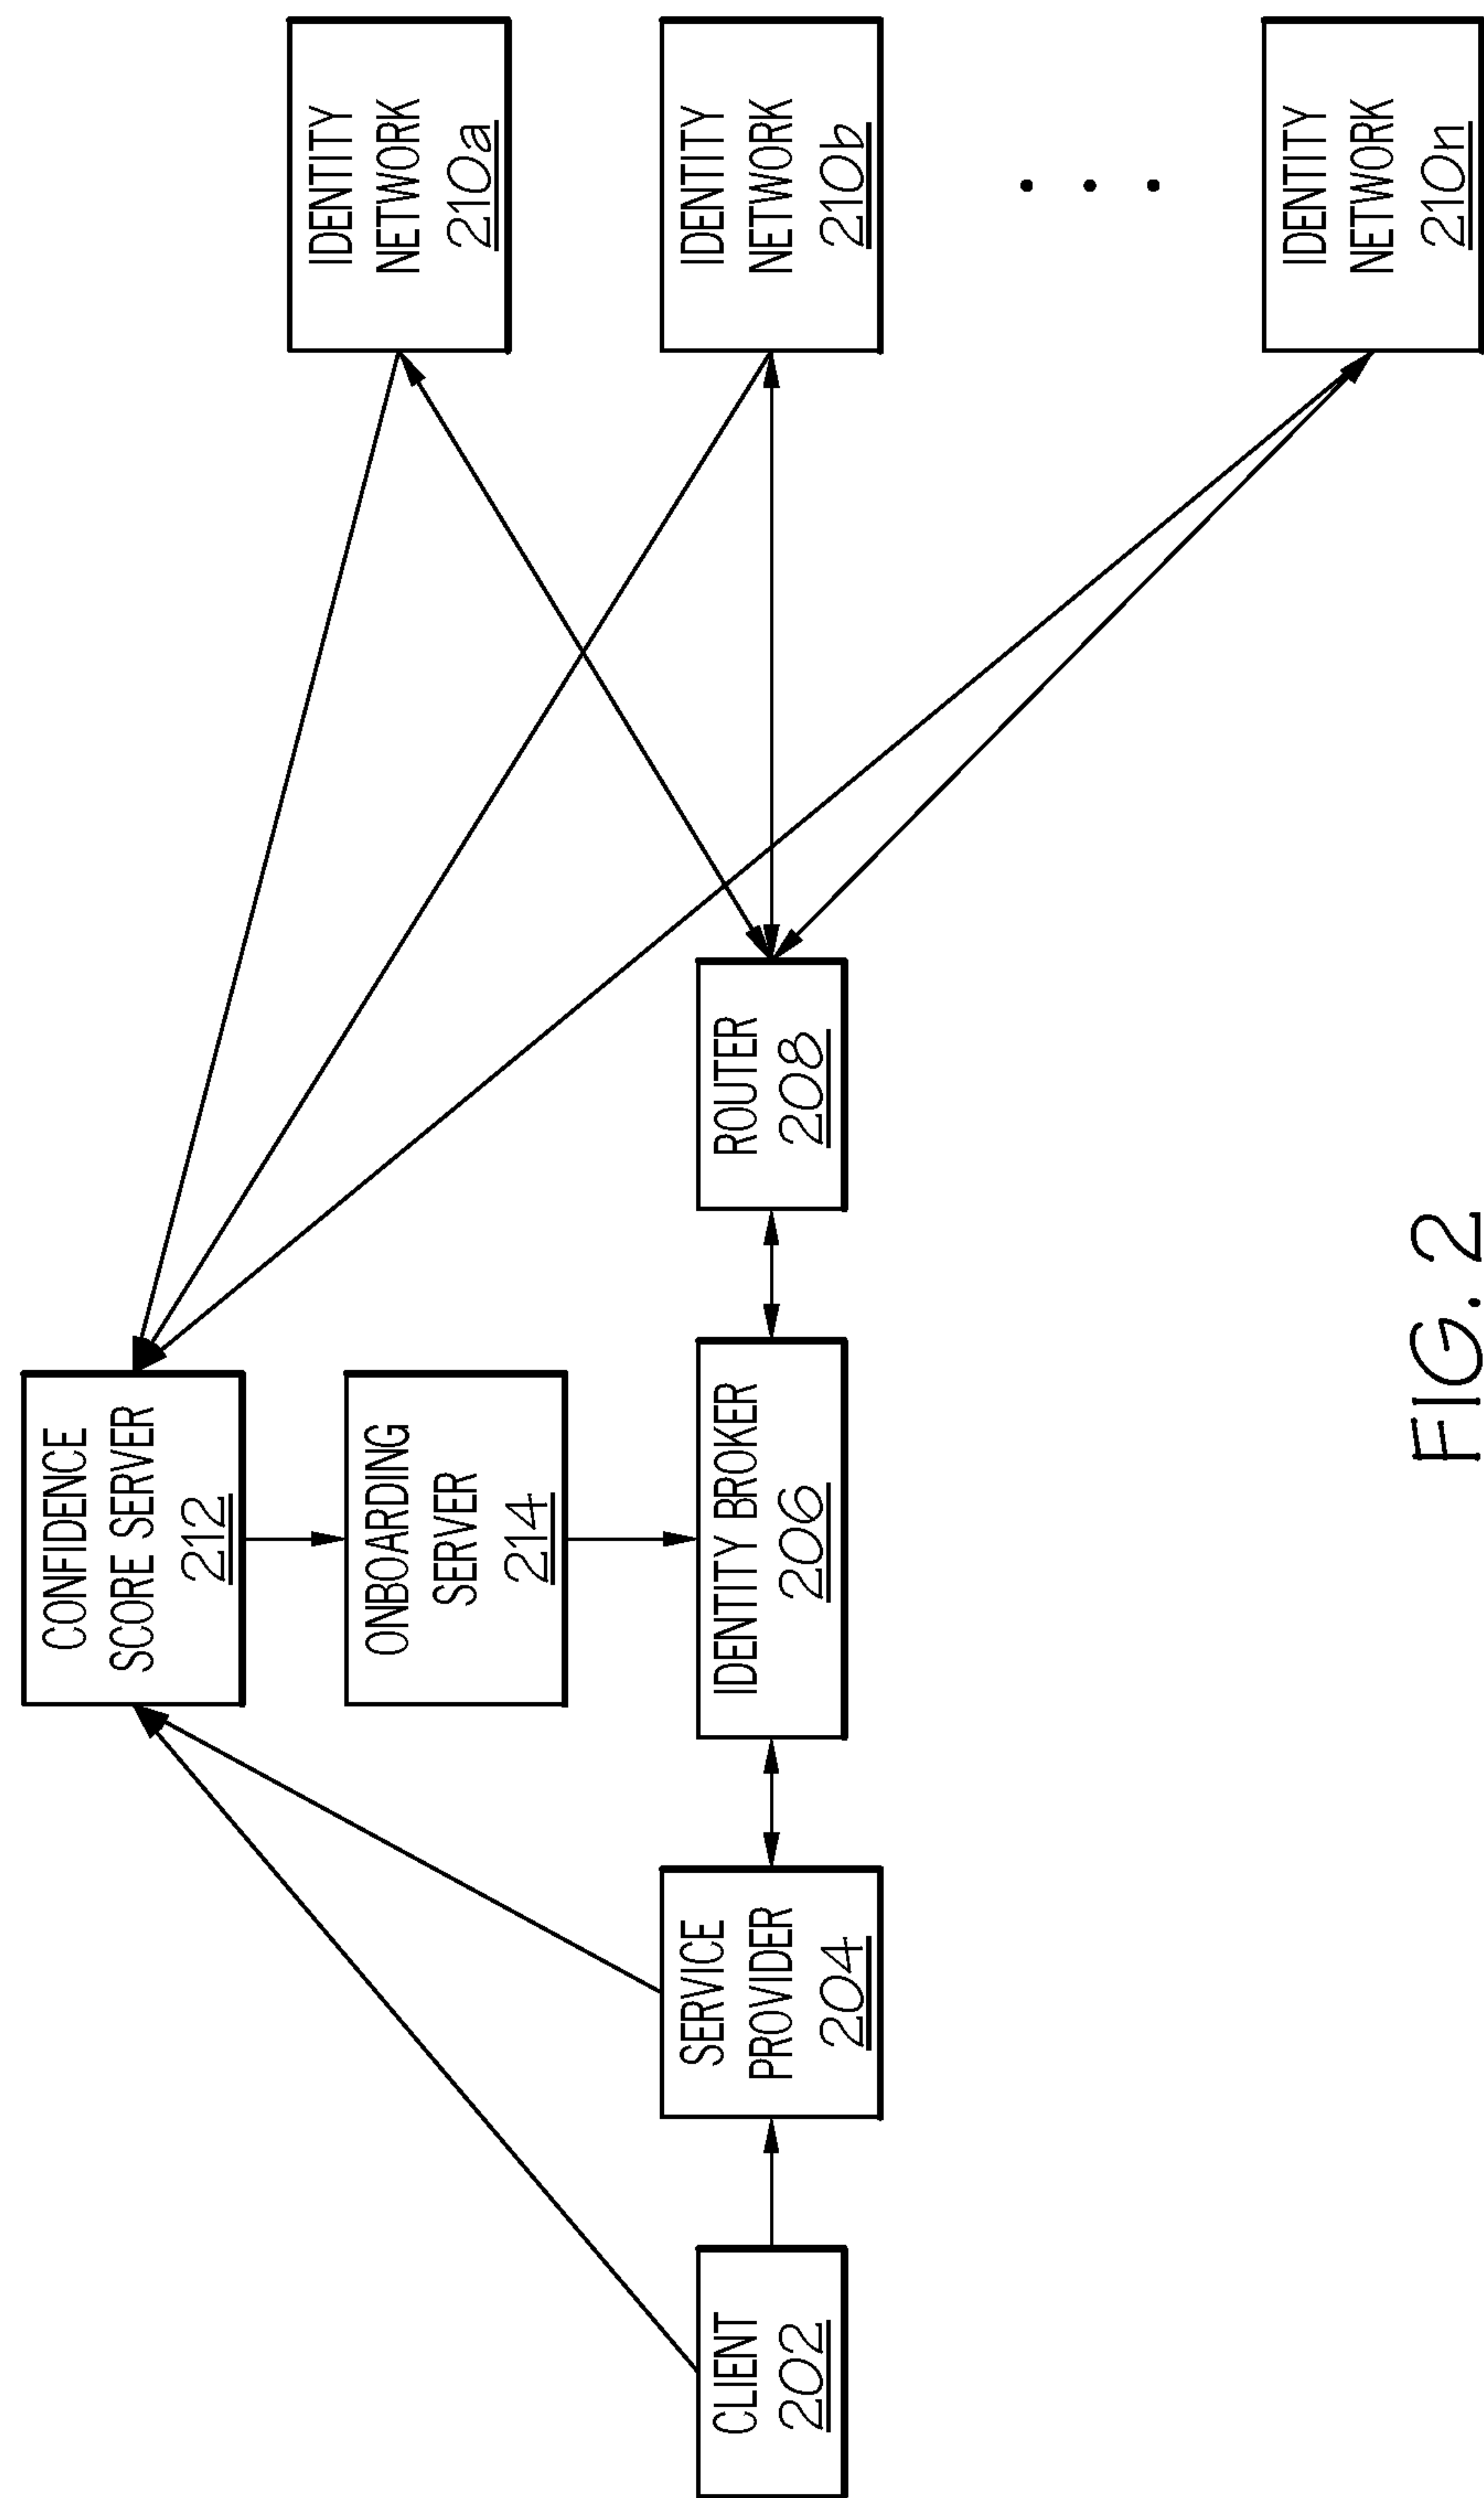 CONFIDENCE
SCORE SERVER
212
ONBOARDING
SERVER
214
CLIENT
202
SERVICE
PROVIDER
204
IDENTITY BROKER
206
ROUTER
208
IDENTITY
NETWORK
210a
IDENTITY
NETWORK
210b
IDENTITY
NETWORK
210n
FIG. 2